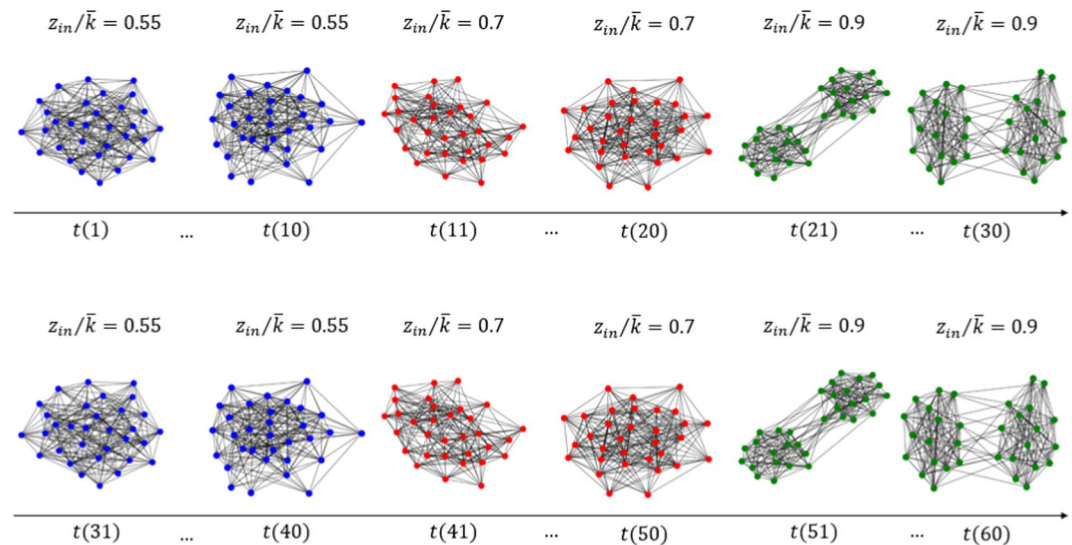 z_in/k̄ = 0.55 z_in/k̄ = 0.55 z_in/k̄ = 0.7 z_in/k̄ = 0.7 z_in/k̄ = 0.9 z_in/k̄ = 0.9
t(1) ... t(10) t(11) ... t(20) t(21) ... t(30)
z_in/k̄ = 0.55 z_in/k̄ = 0.55 z_in/k̄ = 0.7 z_in/k̄ = 0.7 z_in/k̄ = 0.9 z_in/k̄ = 0.9
t(31) ... t(40) t(41) ... t(50) t(51) ... t(60)